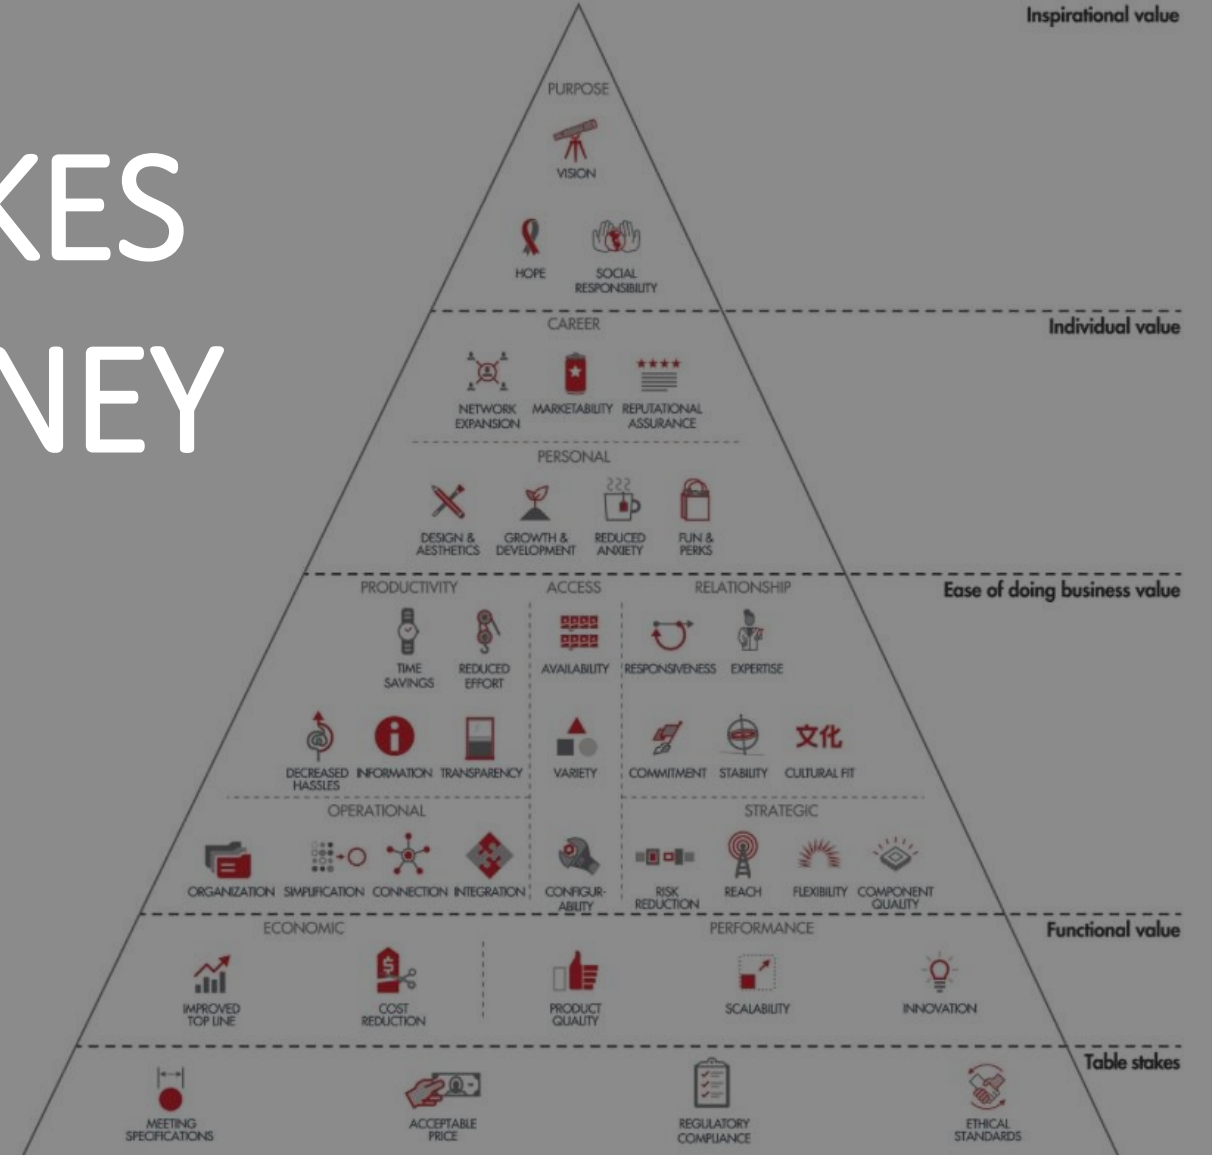 KES
NEY
Inspirational value
PURPOSE
VISION
HOPE
SOCIAL
RESPONSIBILITY
Individual value
CAREER
NETWORK
EXPANSION
MARKETABILITY
REPUTATIONAL
ASSURANCE
PERSONAL
DESIGN &
AESTHETICS
GROWTH &
DEVELOPMENT
REDUCED
ANXIETY
FUN &
PERKS
Ease of doing business value
PRODUCTIVITY
ACCESS
RELATIONSHIP
TIME
SAVINGS
REDUCED
EFFORT
AVAILABILITY
RESPONSIVENESS
EXPERTISE
文化
DECREASED
HASSLES
INFORMATION
TRANSPARENCY
VARIETY
COMMITMENT
STABILITY
CULTURAL FIT
OPERATIONAL
STRATEGIC
ORGANIZATION
SIMPLIFICATION
CONNECTION
INTEGRATION
CONFIGUR-
ABILITY
RISK
REDUCTION
REACH
FLEXIBILITY
COMPONENT
QUALITY
Functional value
ECONOMIC
PERFORMANCE
$
IMPROVED
TOP LINE
COST
REDUCTION
PRODUCT
QUALITY
SCALABILITY
INNOVATION
Table stakes
MEETING
SPECIFICATIONS
ACCEPTABLE
PRICE
REGULATORY
COMPLIANCE
ETHICAL
STANDARDS